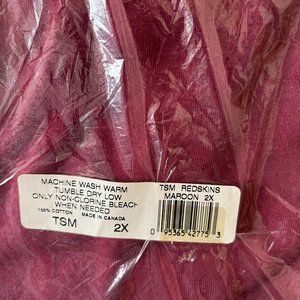 MACHINE WASH WARM
TUMBLE DRY LOW
ONLY NON-CLORINE BLEACH
WHEN NEEDED
100% COTTON MADE IN CANADA
TSM 2X
TSM REDSKINS
MAROON 2X
0 95365 42775 3